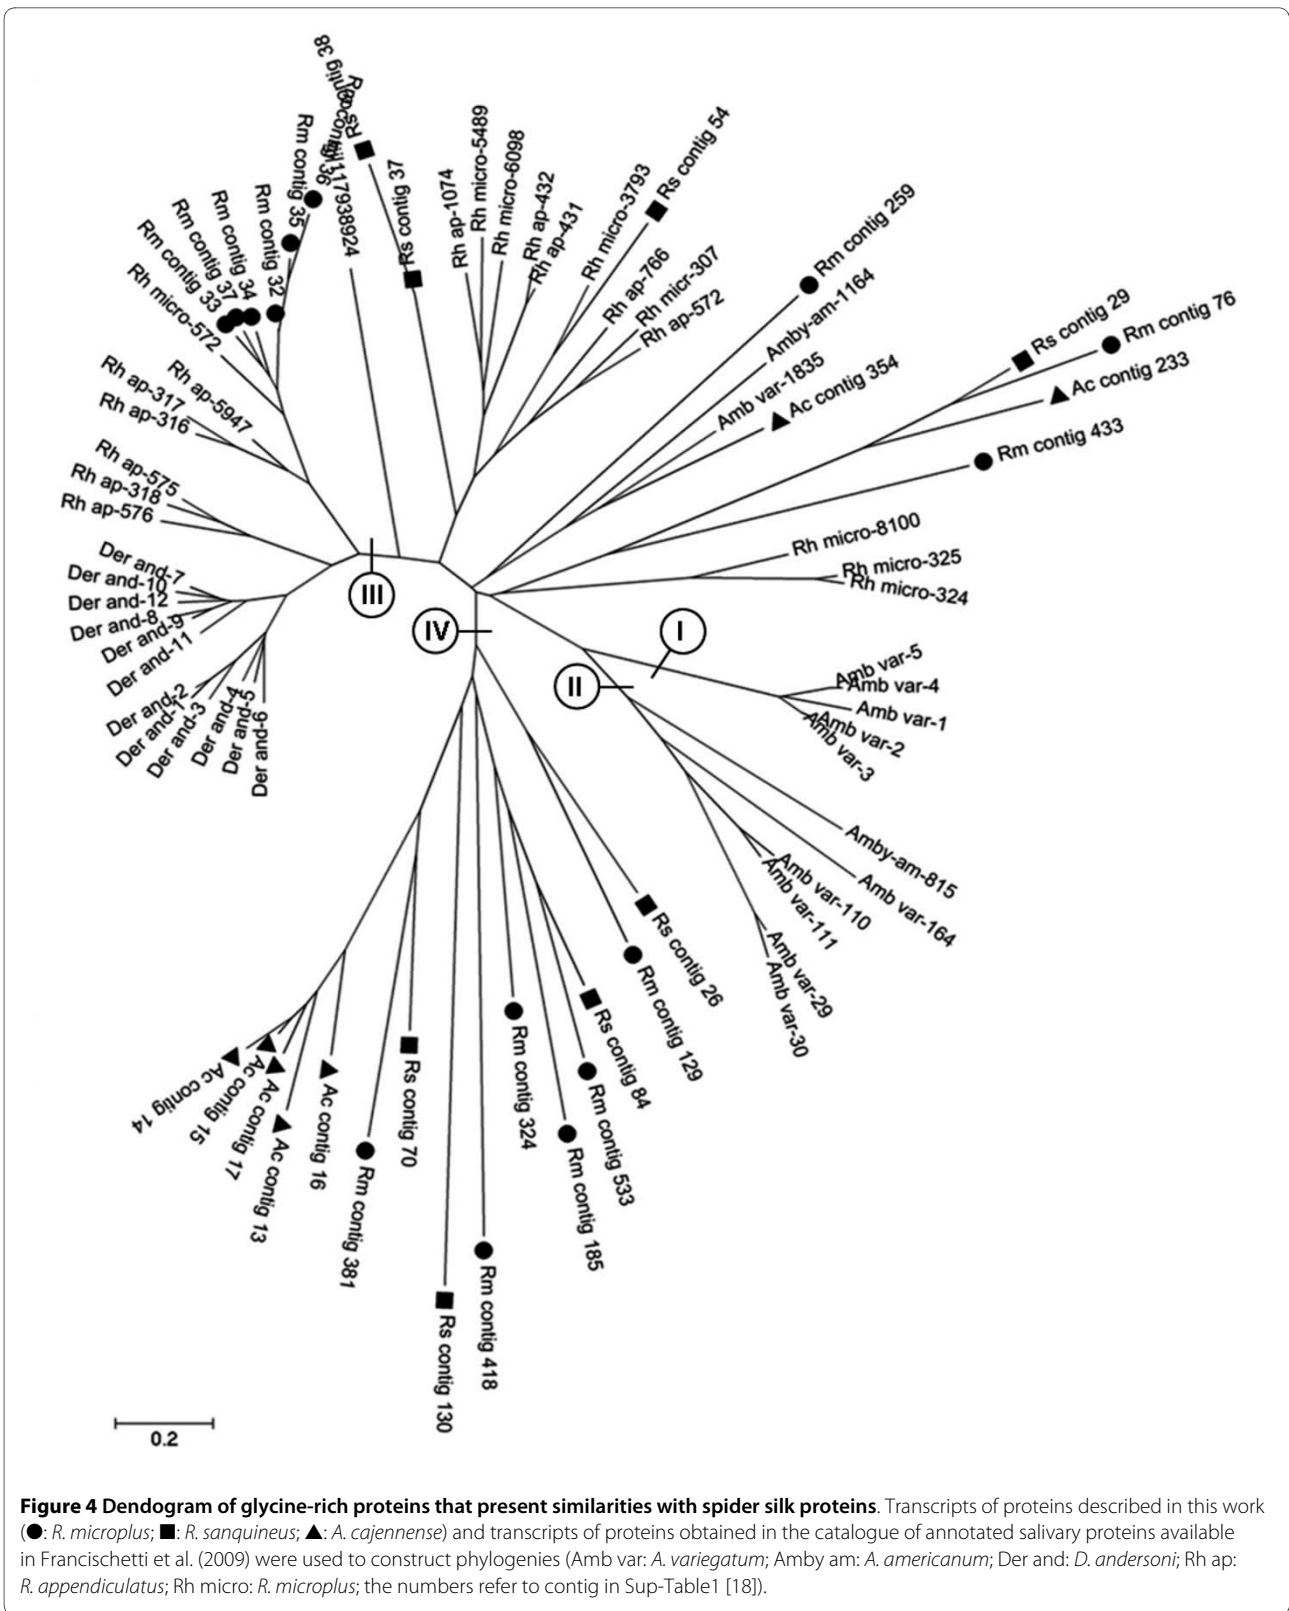 Rs contig 38
Rm contig 36
gi117938924
Rm contig 35
Rm contig 32
Rm contig 34
Rm contig 37
Rm contig 33
Rh micro-572
Rh ap-5947
Rh ap-317
Rh ap-316
Rh ap-575
Rh ap-318
Rh ap-576
Der and-7
Der and-10
Der and-12
Der and-8
Der and-9
Der and-11
Der and-2
Der and-1
Der and-3
Der and-4
Der and-5
Der and-6
Rs contig 37
Rh ap-1074
Rh micro-5489
Rh micro-6098
Rh ap-432
Rh ap-431
Rh micro-3793
Rs contig 54
Rh ap-766
Rh micr-307
Rh ap-572
Rm contig 259
Amby-am-1164
Amb var-1835
Ac contig 354
Rs contig 29
Rm contig 76
Ac contig 233
Rm contig 433
Rh micro-8100
Rh micro-325
Rh micro-324
III
IV
I
II
Amb var-5
Amb var-4
Amb var-1
Amb var-2
Amb var-3
Amby-am-815
Amb var-164
Amb var-110
Amb var-111
Amb var-29
Amb var-30
Rs contig 26
Rm contig 129
Rs contig 84
Rm contig 533
Rm contig 185
Rm contig 324
Rm contig 418
Rs contig 130
Rs contig 70
Rm contig 381
Ac contig 16
Ac contig 13
Ac contig 17
Ac contig 15
Ac contig 14
0.2
Figure 4 Dendogram of glycine-rich proteins that present similarities with spider silk proteins. Transcripts of proteins described in this work
(●: R. microplus; ■: R. sanquineus; ▲: A. cajennense) and transcripts of proteins obtained in the catalogue of annotated salivary proteins available
in Francischetti et al. (2009) were used to construct phylogenies (Amb var: A. variegatum; Amby am: A. americanum; Der and: D. andersoni; Rh ap:
R. appendiculatus; Rh micro: R. microplus; the numbers refer to contig in Sup-Table1 [18]).